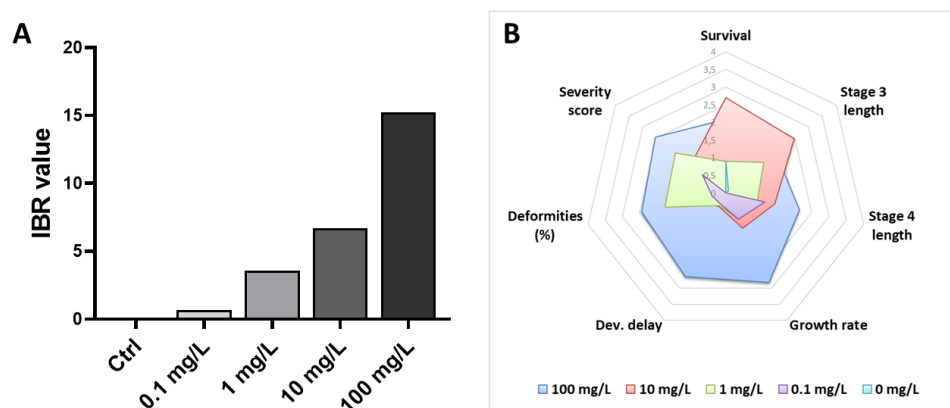 A
IBR value
20
15
10
5
0
Ctrl
0.1 mg/L
1 mg/L
10 mg/L
100 mg/L
B
Survival
4
3,5
3
2,5
2
1,5
1
0,5
0
Stage 3
length
Stage 4
length
Growth rate
Dev. delay
Deformities
(%)
Severity
score
100 mg/L 10 mg/L 1 mg/L 0.1 mg/L 0 mg/L